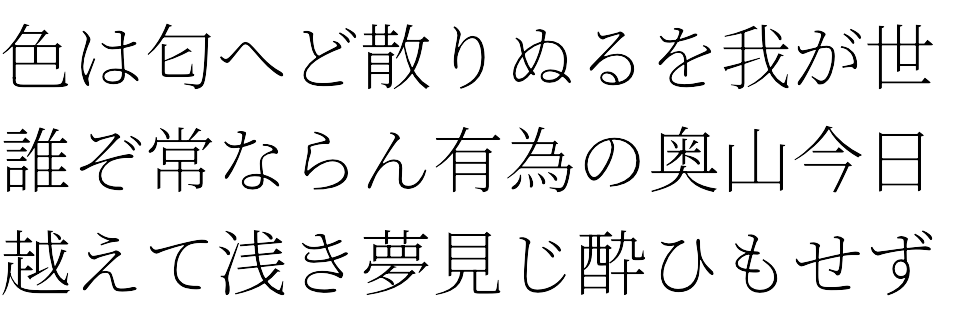 色は匂へど散りぬるを我が世
誰ぞ常ならん有為の奥山今日
越えて浅き夢見じ酔ひもせず